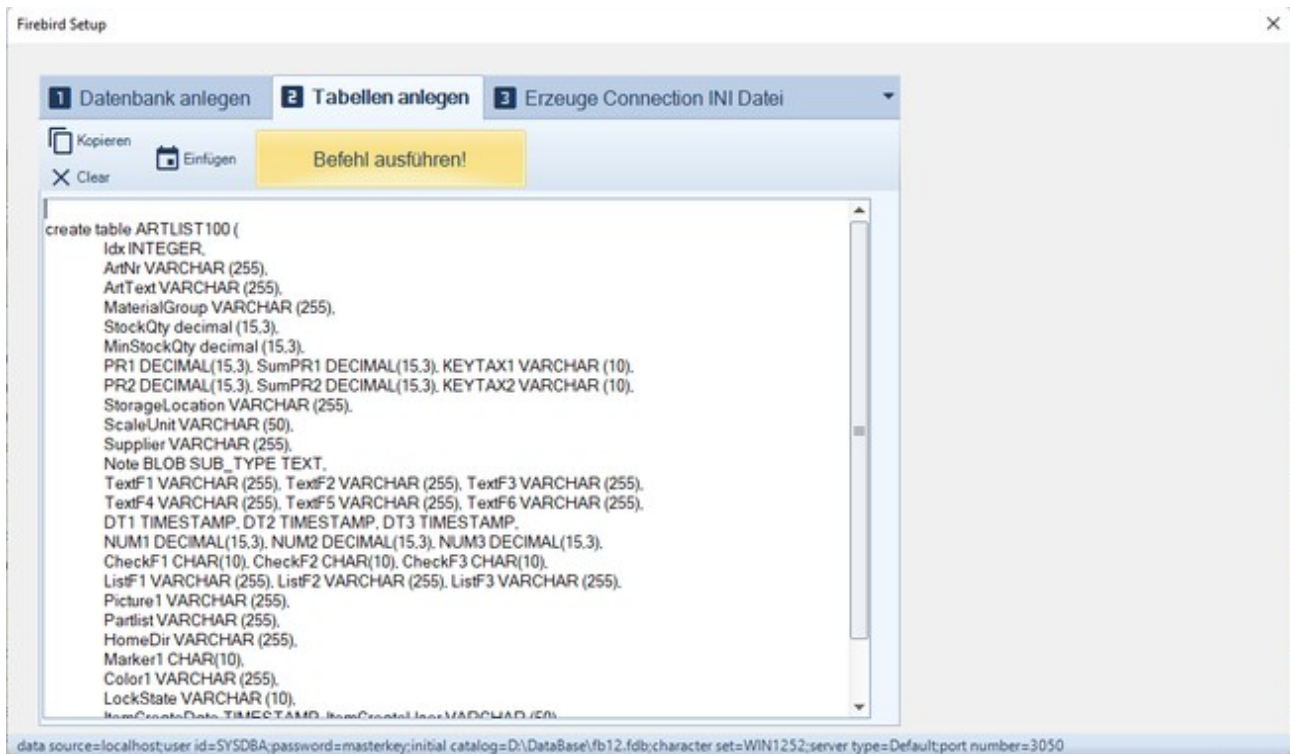 Firebird Setup
1 Datenbank anlegen 2 Tabellen anlegen 3 Erzeuge Connection INI Datei
Kopieren
Einfügen
Befehl ausführen!
Clear
create table ARTLIST100 (
Idx INTEGER,
ArtNr VARCHAR (255),
ArtText VARCHAR (255),
MaterialGroup VARCHAR (255),
StockQty decimal (15,3),
MinStockQty decimal (15,3),
PR1 DECIMAL(15,3), SumPR1 DECIMAL(15,3), KEYTAX1 VARCHAR (10),
PR2 DECIMAL(15,3), SumPR2 DECIMAL(15,3), KEYTAX2 VARCHAR (10),
StorageLocation VARCHAR (255),
ScaleUnit VARCHAR (50),
Supplier VARCHAR (255),
Note BLOB SUB_TYPE TEXT,
TextF1 VARCHAR (255), TextF2 VARCHAR (255), TextF3 VARCHAR (255),
TextF4 VARCHAR (255), TextF5 VARCHAR (255), TextF6 VARCHAR (255),
DT1 TIMESTAMP, DT2 TIMESTAMP, DT3 TIMESTAMP,
NUM1 DECIMAL(15,3), NUM2 DECIMAL(15,3), NUM3 DECIMAL(15,3),
CheckF1 CHAR(10), CheckF2 CHAR(10), CheckF3 CHAR(10),
ListF1 VARCHAR (255), ListF2 VARCHAR (255), ListF3 VARCHAR (255),
Picture1 VARCHAR (255),
Partlist VARCHAR (255),
HomeDir VARCHAR (255),
Marker1 CHAR(10),
Color1 VARCHAR (255),
LockState VARCHAR (10),
ItemCreateDate TIMESTAMP, ItemCreateUser VARCHAR (50),
data source=localhost;user id=SYSDBA;password=masterkey;initial catalog=D:\DataBase\fb12.fdb;character set=WIN1252;server type=Default;port number=3050